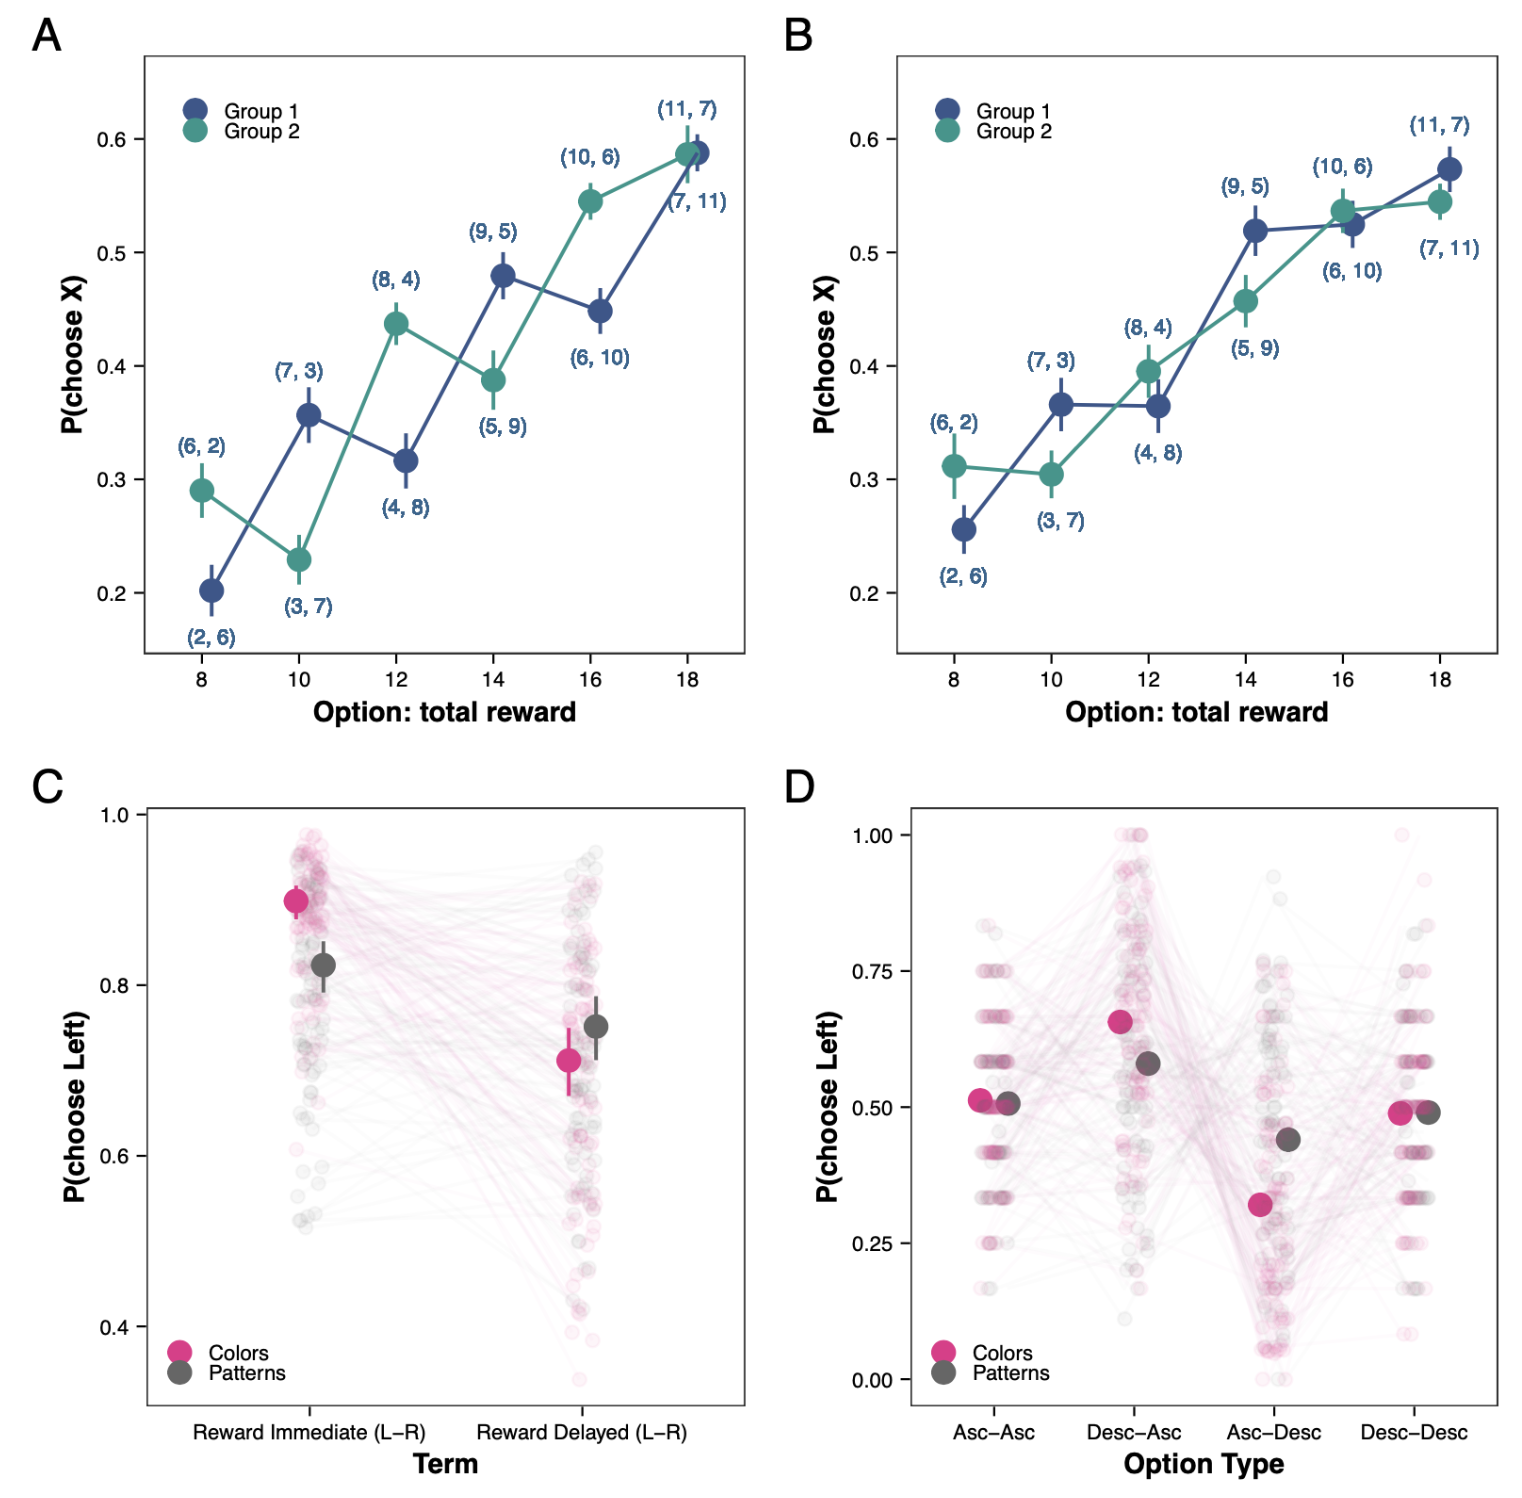 A
Group 1
Group 2
(11, 7)
(10, 6)
(7, 11)
(9, 5)
(8, 4)
(6, 10)
(7, 3)
(5, 9)
(6, 2)
(4, 8)
(3, 7)
(2, 6)
0.6
0.5
0.4
0.3
0.2
P(choose X)
8 10 12 14 16 18
Option: total reward
B
Group 1
Group 2
(11, 7)
(10, 6)
(9, 5)
(7, 11)
(6, 10)
(8, 4)
(5, 9)
(7, 3)
(6, 2)
(4, 8)
(3, 7)
(2, 6)
0.6
0.5
0.4
0.3
0.2
P(choose X)
8 10 12 14 16 18
Option: total reward
C
1.0
0.8
0.6
0.4
P(choose Left)
Colors
Patterns
Reward Immediate (L−R) Reward Delayed (L−R)
Term
D
1.00
0.75
0.50
0.25
0.00
P(choose Left)
Colors
Patterns
Asc−Asc Desc−Asc Asc−Desc Desc−Desc
Option Type